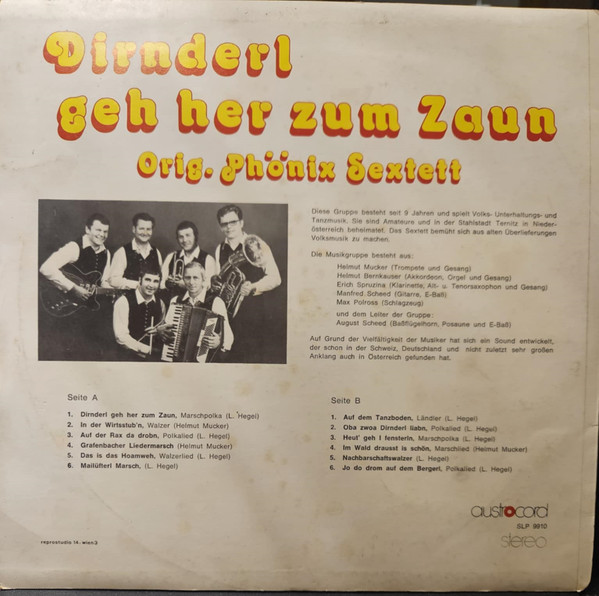 Dirnderl
geh her zum Zaun
Orig. Phönix Sextett
Diese Gruppe besteht seit 9 Jahren und spielt Volks- Unterhaltungs- und
Tanzmusik. Sie sind Amateure und in der Stahlstadt Ternitz in Nieder-
österreich beheimatet. Das Sextett bemüht sich aus alten Überlieferungen
Volksmusik zu machen.
Die Musikgruppe besteht aus:
Helmut Mucker (Trompete und Gesang)
Helmut Bernkauser (Akkordeon, Orgel und Gesang)
Erich Spruzina (Klarinette, Alt- u. Tenorsaxophon und Gesang)
Manfred Scheed (Gitarre, E-Baß)
Max Polross (Schlagzeug)
und dem Leiter der Gruppe:
August Scheed (Baßflügelhorn, Posaune und E-Baß)
Auf Grund der Vielfältigkeit der Musiker hat sich ein Sound entwickelt,
der schon in der Schweiz, Deutschland und nicht zuletzt sehr großen
Anklang auch in Österreich gefunden hat.
Seite A
1. Dirnderl geh her zum Zaun, Marschpolka (L. Hegel)
2. In der Wirtsstub'n, Walzer (Helmut Mucker)
3. Auf der Rax da drobn, Polkalied (L. Hegel)
4. Grafenbacher Liedermarsch (Helmut Mucker)
5. Das is das Hoamweh, Walzerlied (L. Hegel)
6. Mailüfterl Marsch, (L. Hegel)
Seite B
1. Auf dem Tanzboden, Ländler (L. Hegel)
2. Oba zwoa Dirnderl liabn, Polkalied (L. Hegel)
3. Heut' geh I fensterln, Marschpolka (L. Hegel)
4. Im Wald drausst is schön, Marschlied (Helmut Mucker)
5. Nachbarschaftswalzer (L. Hegel)
6. Jo do drom auf dem Bergerl, Polkalied (L. Hegel)
austrocord
SLP 9910
stereo
reprostudio 14 - wien 3